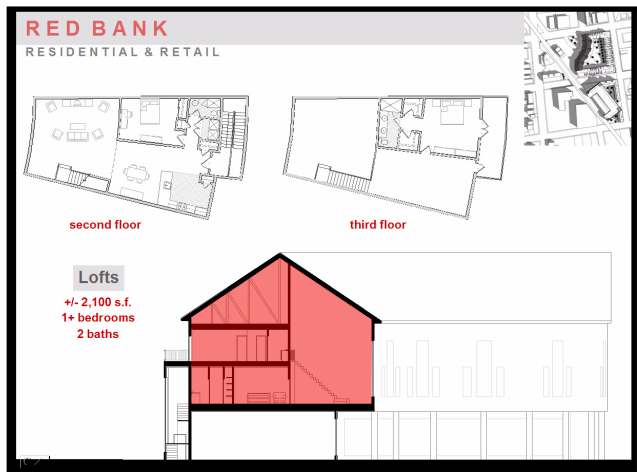 RED BANK
RESIDENTIAL & RETAIL
second floor
third floor
Lofts
+/- 2,100 s.f.
1+ bedrooms
2 baths